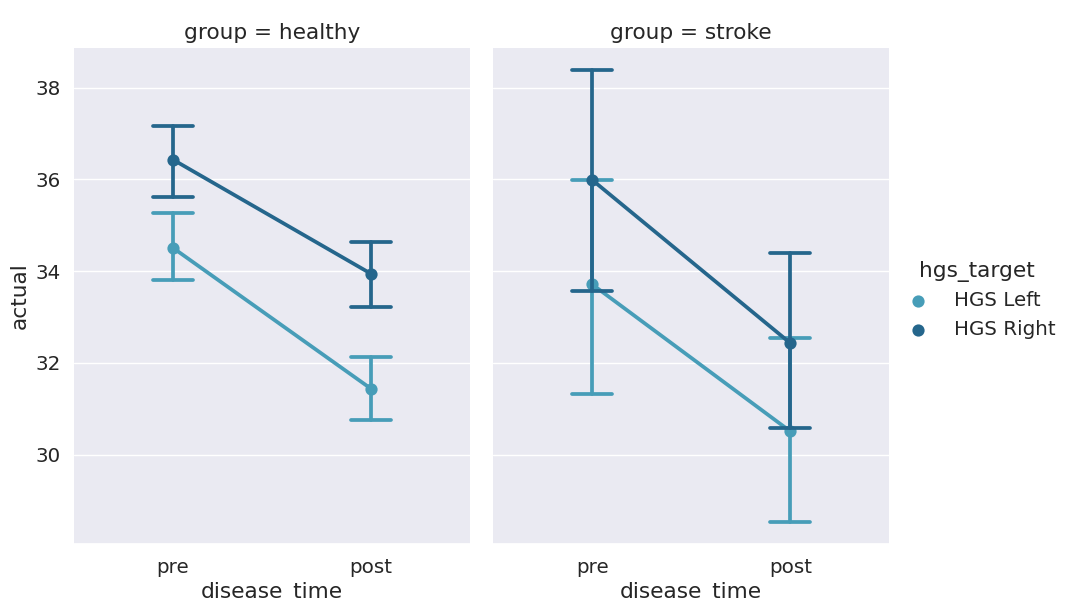 group = healthy
group = stroke
38
36
34
32
30
actual
pre
post
disease_time
pre
post
disease_time
hgs_target
HGS Left
HGS Right